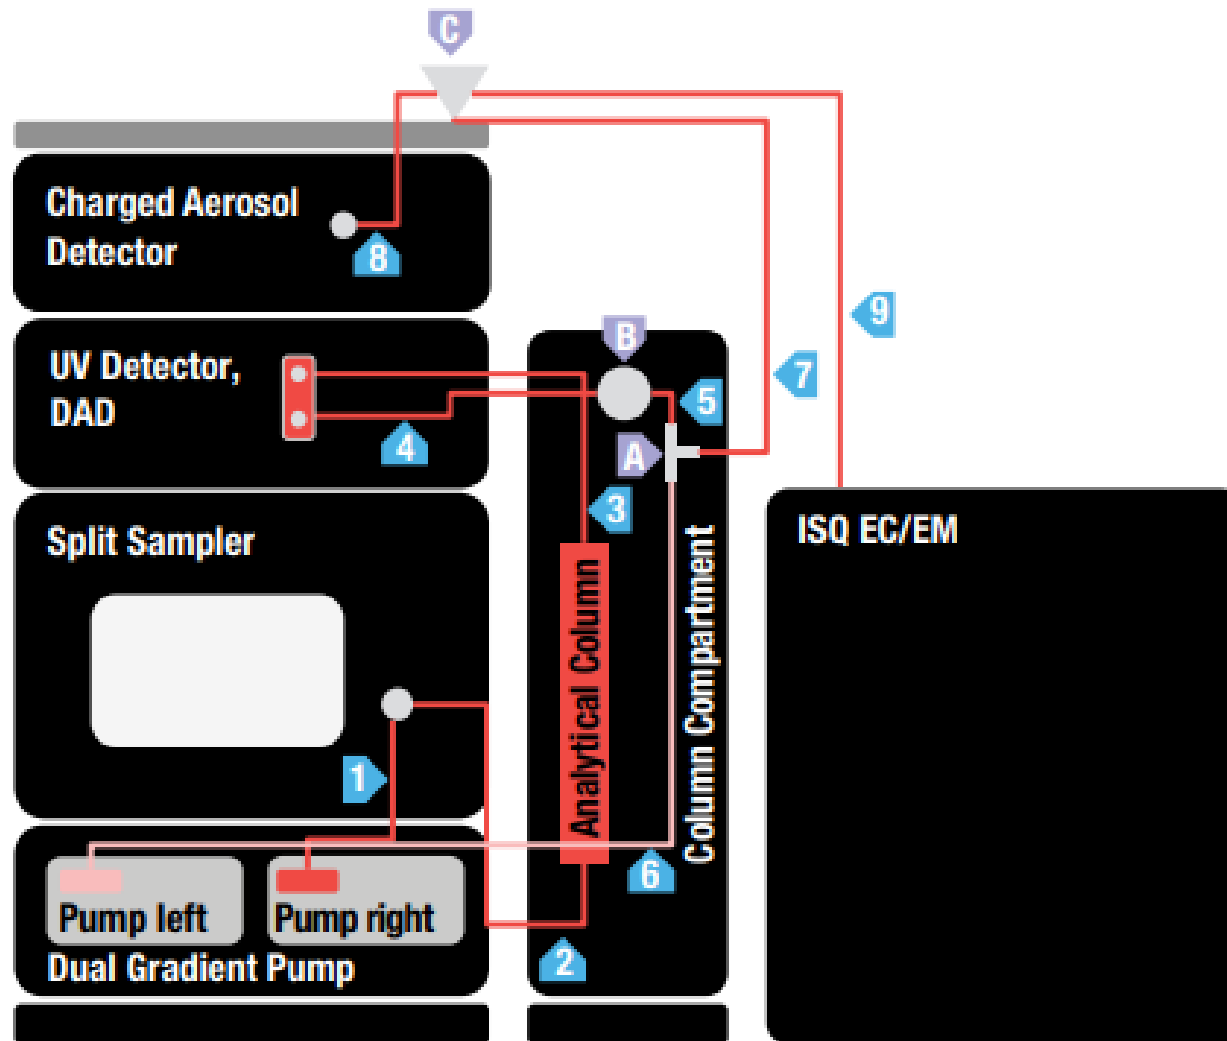 C
Charged Aerosol
Detector
8
9
B
UV Detector,
DAD
7
5
4
A
3
ISQ EC/EM
Split Sampler
Analytical Column
Column Compartment
1
6
Pump left
Pump right
Dual Gradient Pump
2